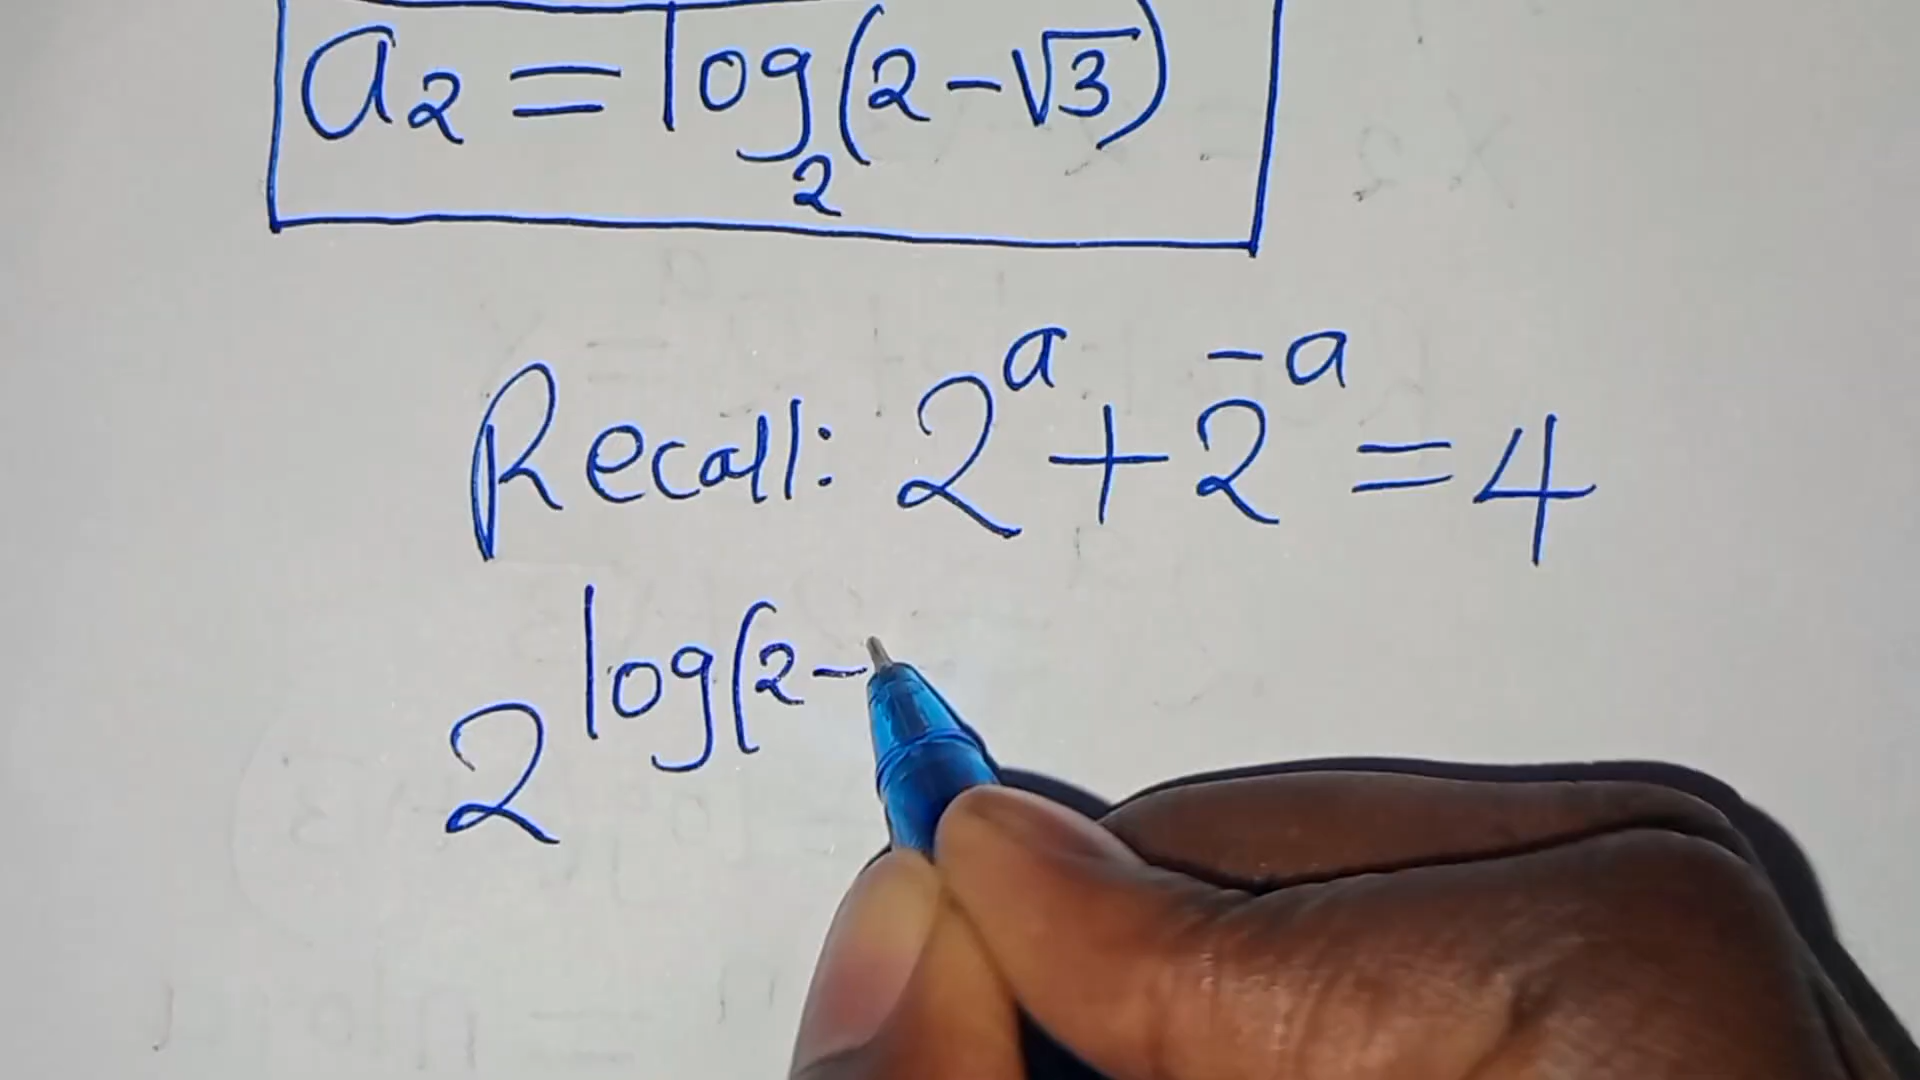 a₂ = log₂(2-√3)
Recall: 2^a + 2^-a = 4
2^log(2-